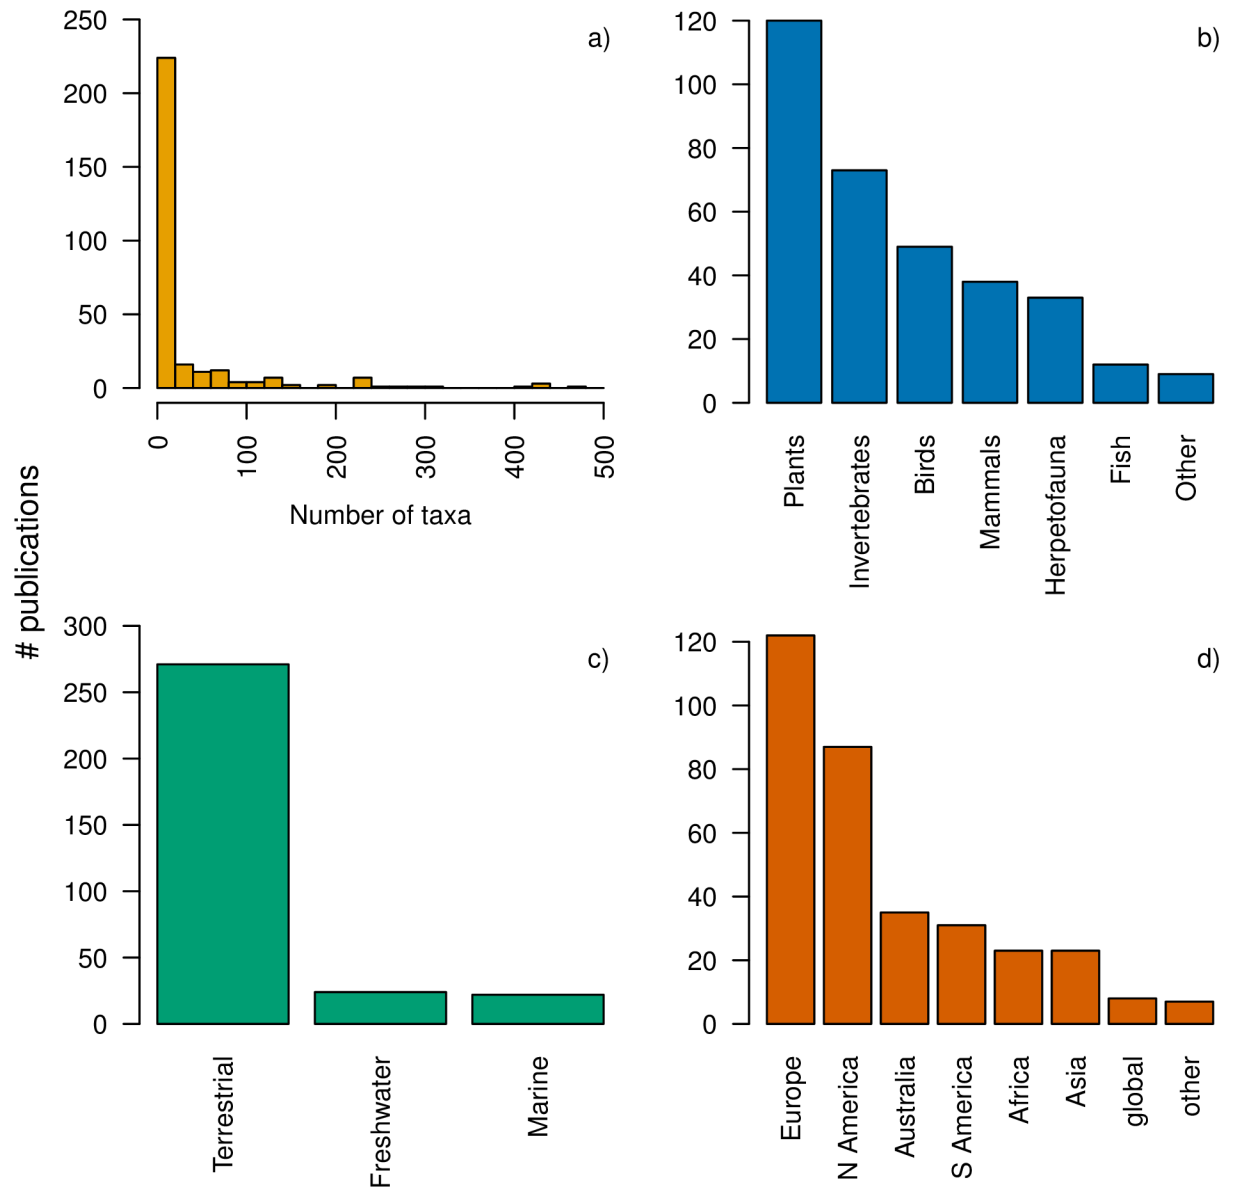 # publications
a)
250
200
150
100
50
0
0 100 200 300 400 500
Number of taxa
b)
120
100
80
60
40
20
0
Plants
Invertebrates
Birds
Mammals
Herpetofauna
Fish
Other
c)
300
250
200
150
100
50
0
Terrestrial
Freshwater
Marine
d)
120
100
80
60
40
20
0
Europe
N America
Australia
S America
Africa
Asia
global
other